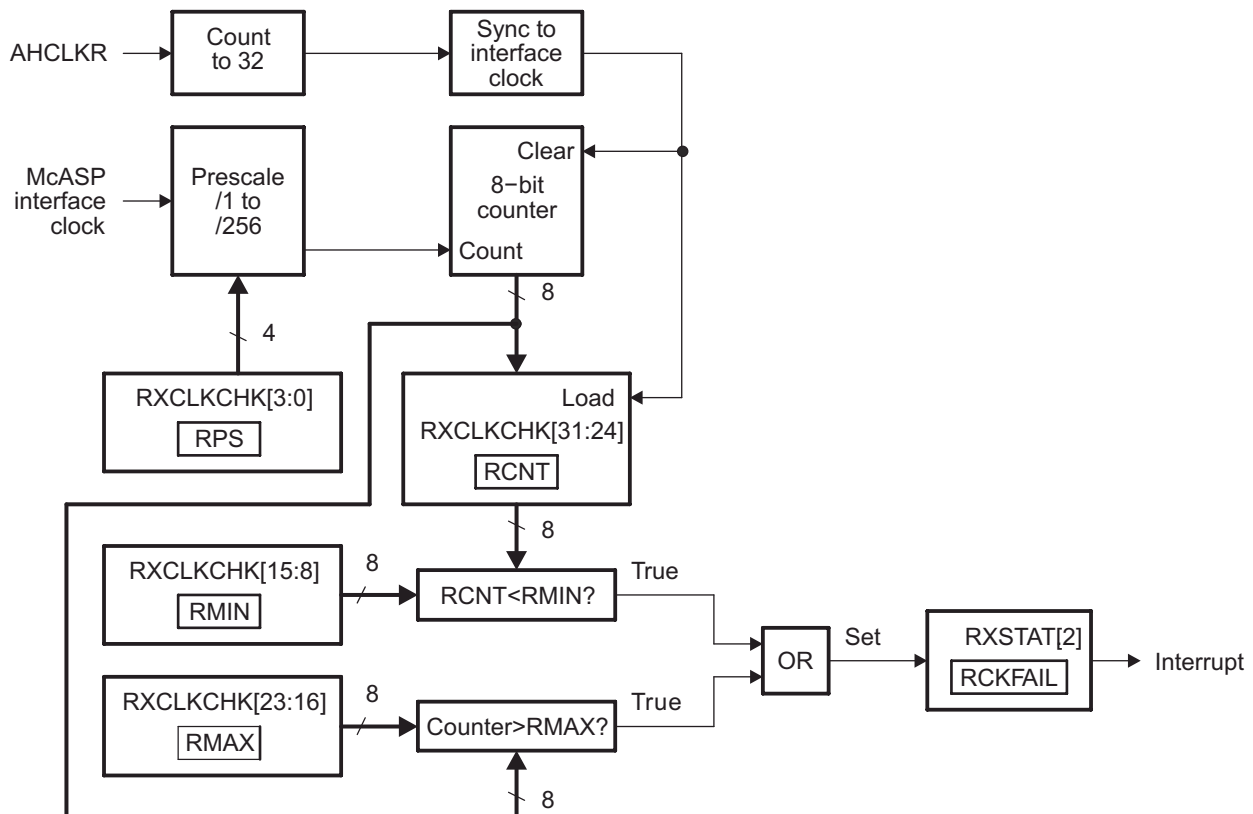 AHCLKR
Count
to 32
Sync to
interface
clock
McASP
interface
clock
Prescale
/1 to
/256
Clear
8−bit
counter
Count
8
4
RXCLKCHK[3:0]
RPS
Load
RXCLKCHK[31:24]
RCNT
8
RXCLKCHK[15:8]
RMIN
8
RCNT<RMIN?
True
OR
Set
RXSTAT[2]
RCKFAIL
Interrupt
RXCLKCHK[23:16]
RMAX
8
Counter>RMAX?
True
8